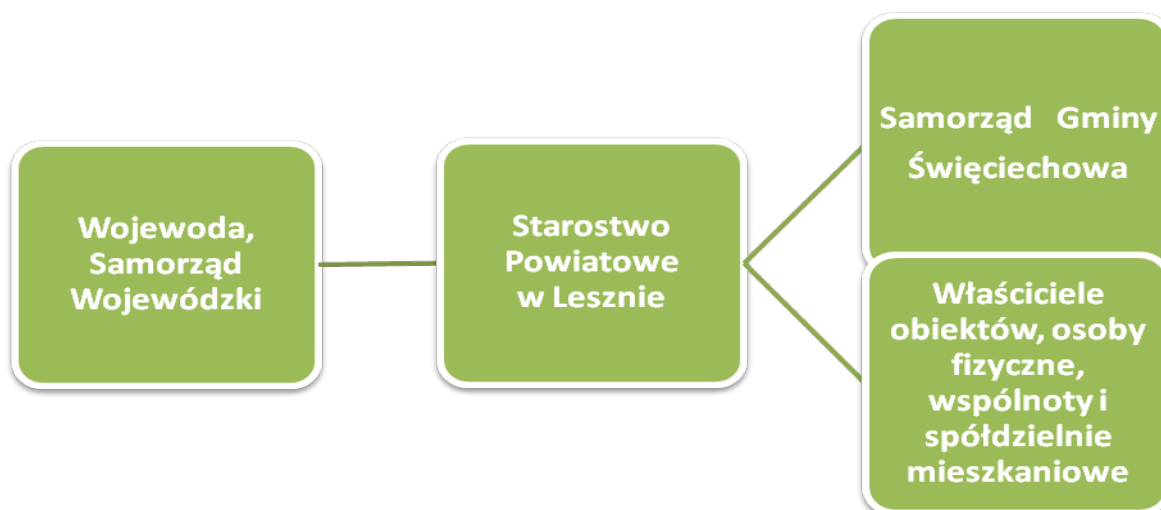 Wojewoda,
Samorząd
Wojewódzki
Starostwo
Powiatowe
w Lesznie
Samorząd Gminy
Święciechowa
Właściciele
obiektów, osoby
fizyczne,
wspólnoty i
spółdzielnie
mieszkaniowe